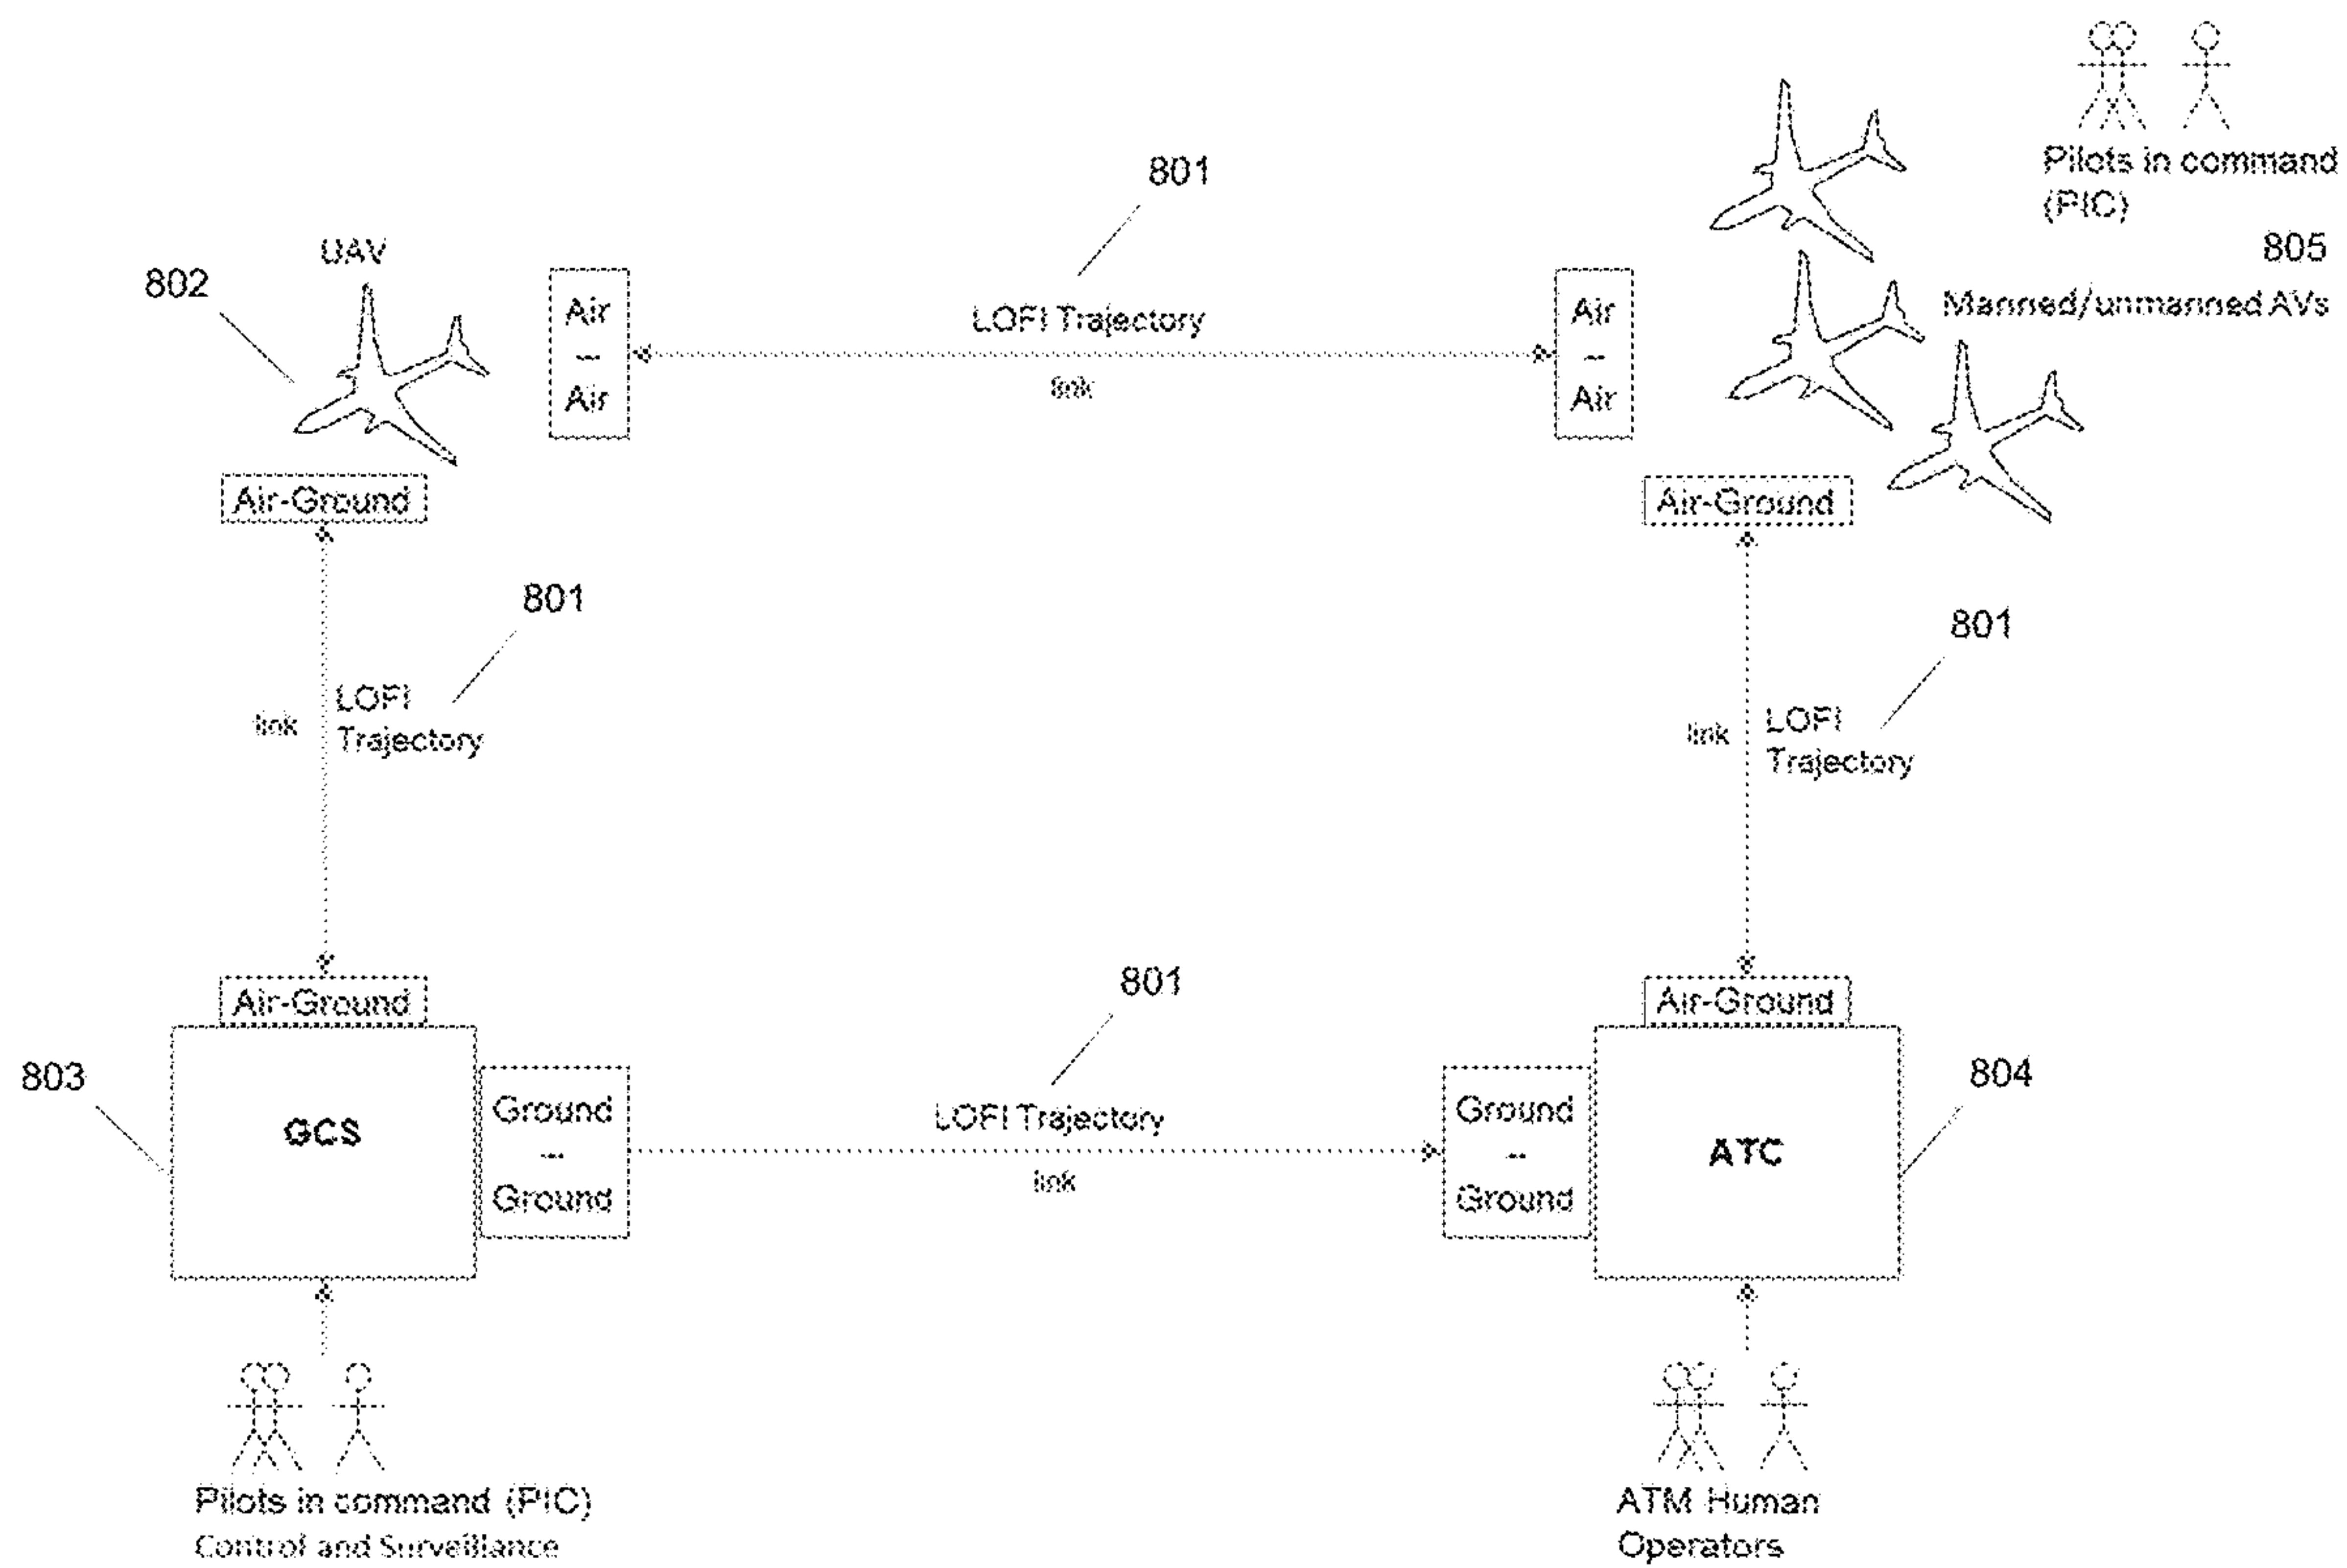 Pilots in command
(PIC)
801
805
UAV
802
Manned/unmanned AVs
Air
--
Air
LOFI Trajectory
link
Air
--
Air
Air-Ground
Air-Ground
801
801
link
LOFI
Trajectory
link
LOFI
Trajectory
801
Air-Ground
Air-Ground
803
804
GCS
Ground
--
Ground
LOFI Trajectory
link
Ground
--
Ground
ATC
Pilots in command (PIC)
Control and Surveillance
ATM Human
Operators